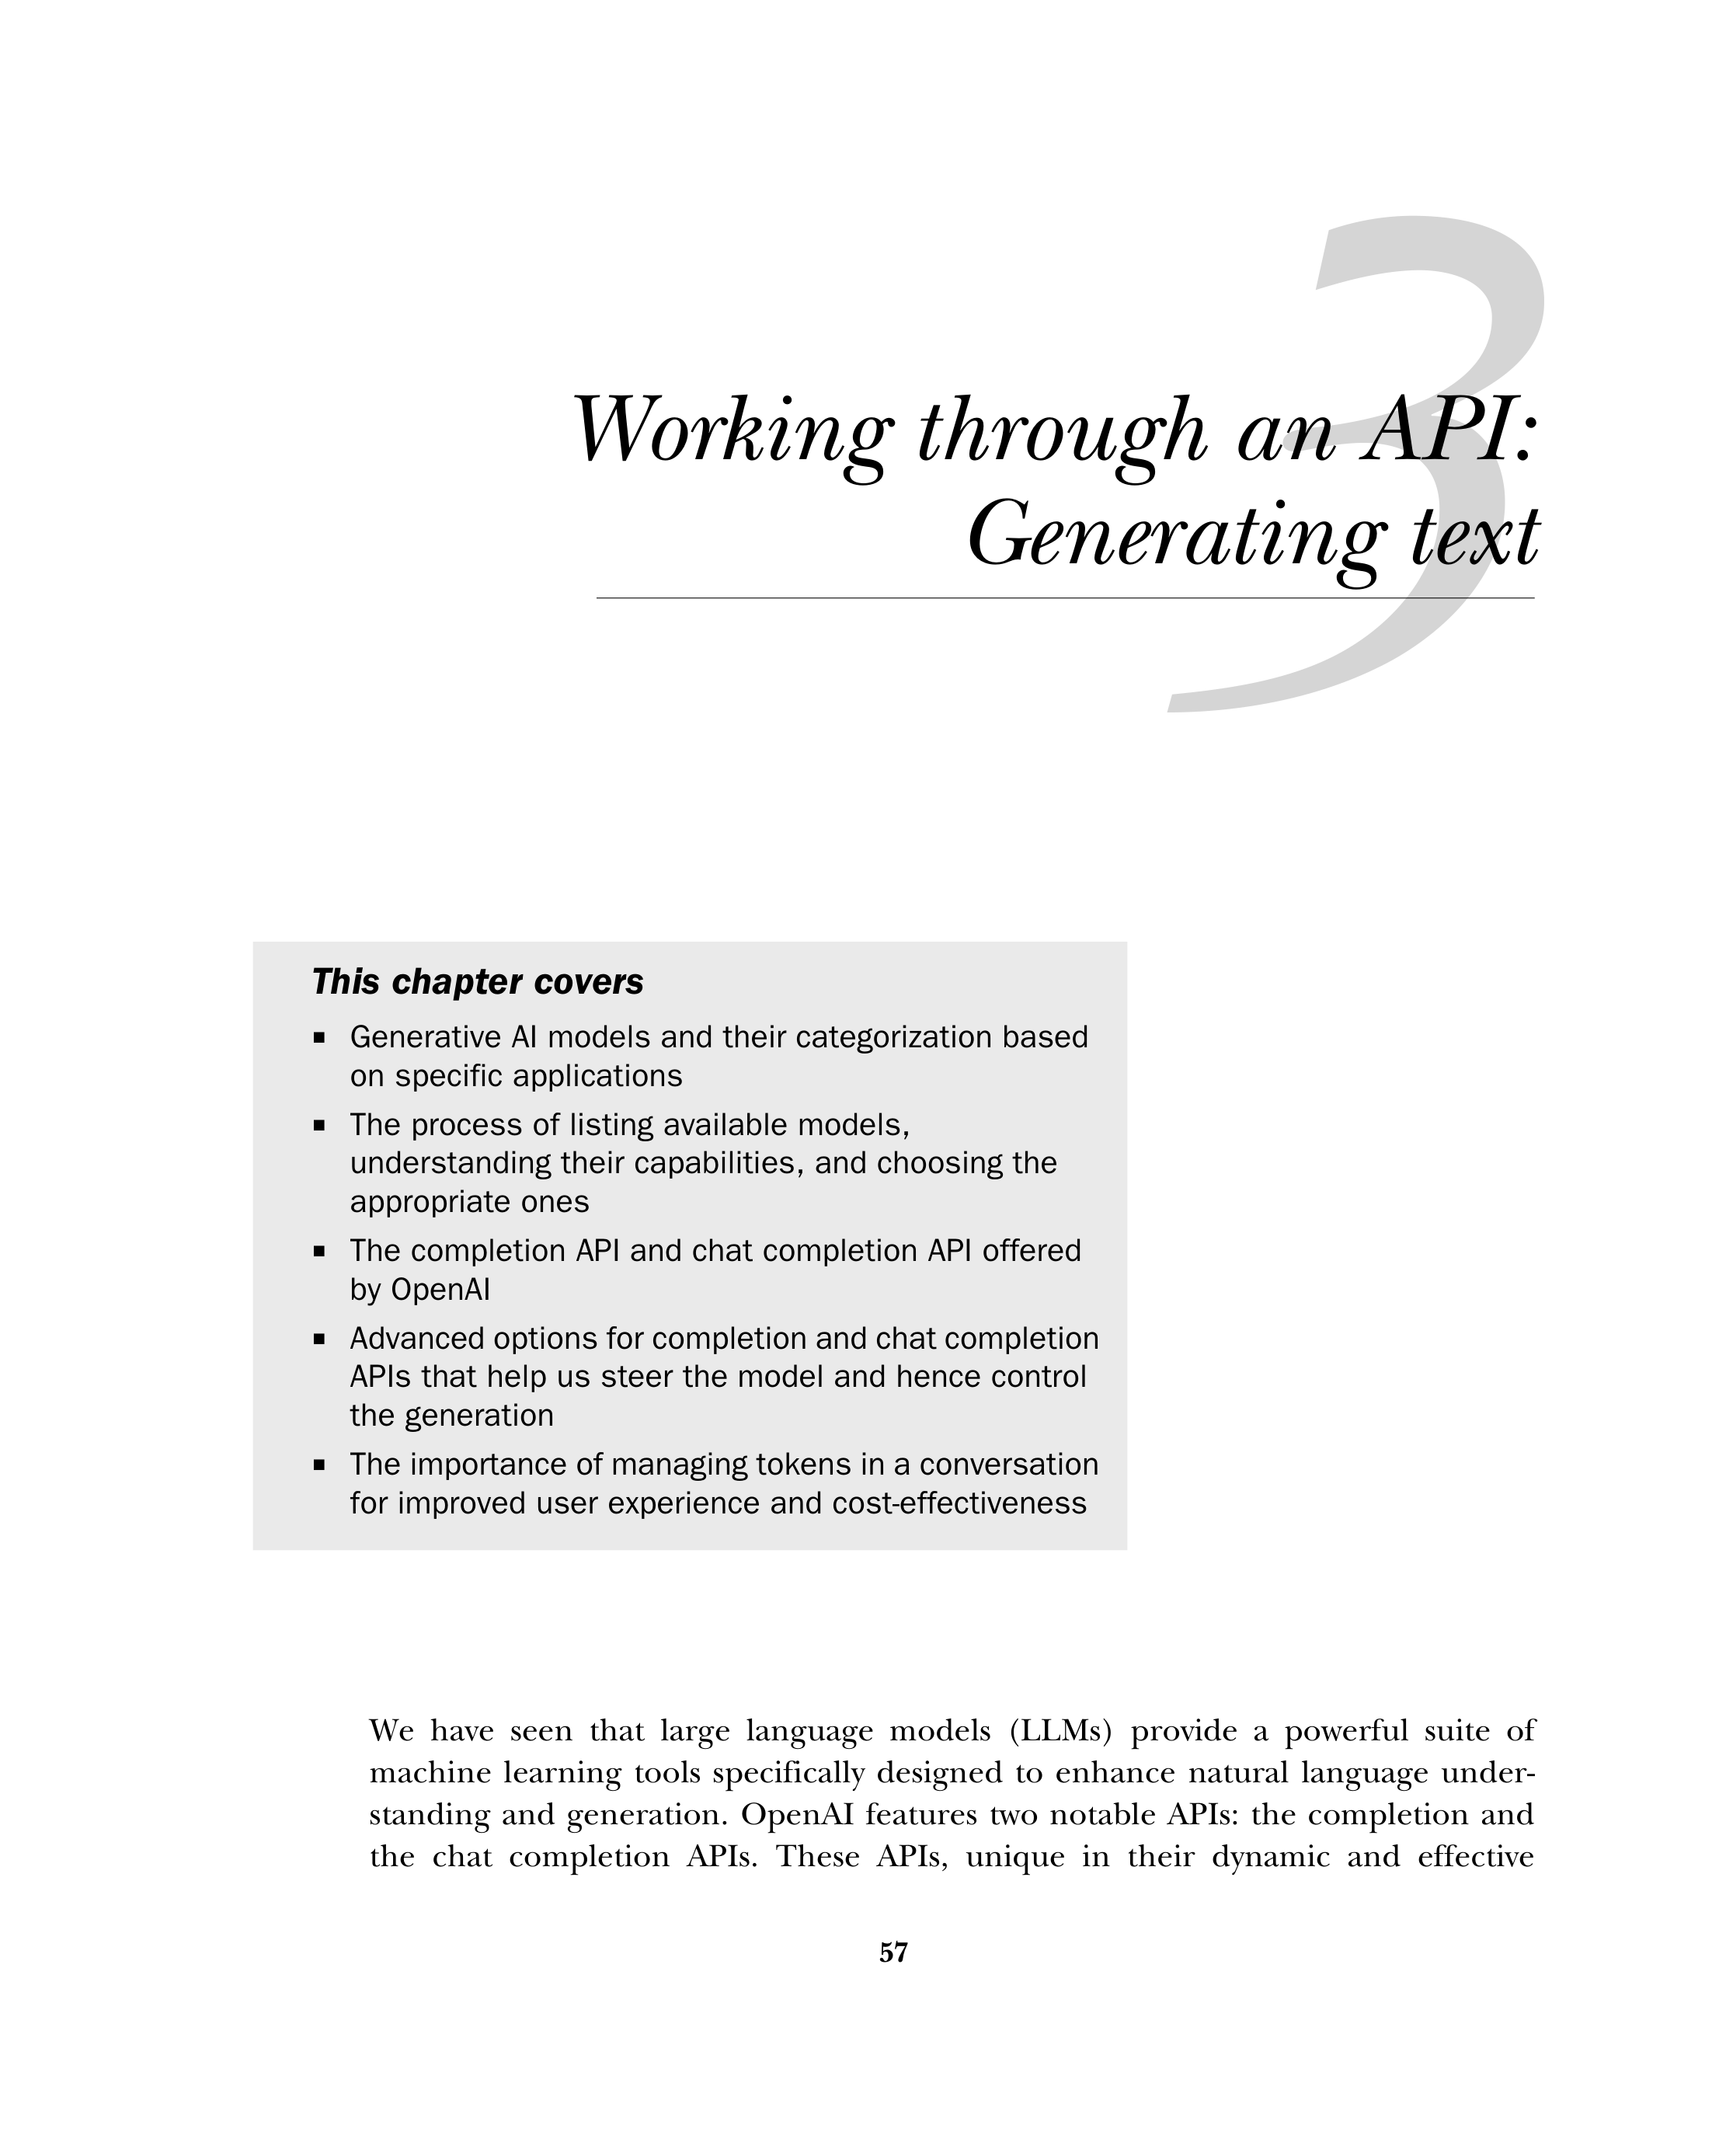 3
Working through an API:
Generating text
This chapter covers
■ Generative AI models and their categorization based
on specific applications
■ The process of listing available models,
understanding their capabilities, and choosing the
appropriate ones
■ The completion API and chat completion API offered
by OpenAI
■ Advanced options for completion and chat completion
APIs that help us steer the model and hence control
the generation
■ The importance of managing tokens in a conversation
for improved user experience and cost-effectiveness
We have seen that large language models (LLMs) provide a powerful suite of
machine learning tools specifically designed to enhance natural language under-
standing and generation. OpenAI features two notable APIs: the completion and
the chat completion APIs. These APIs, unique in their dynamic and effective
57